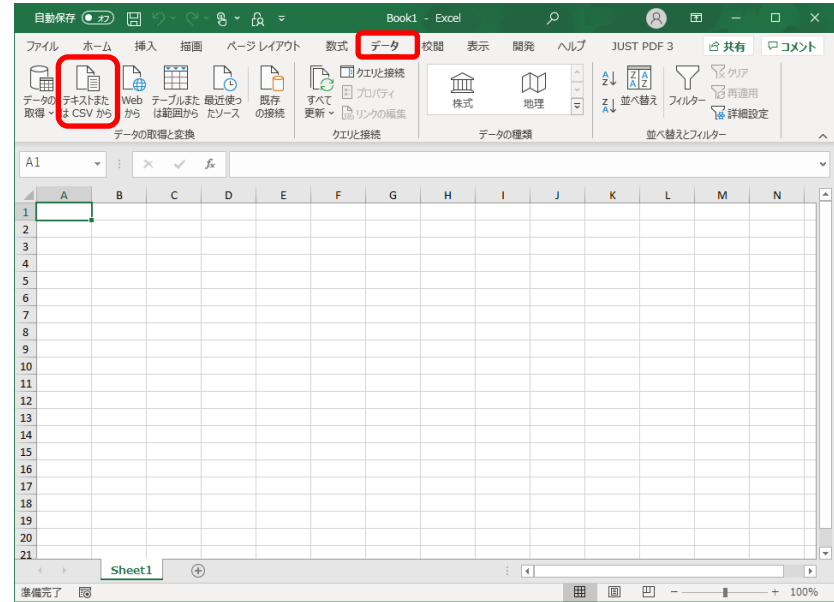 自動保存 オフ Book1 - Excel
ファイル ホーム 挿入 描画 ページ レイアウト 数式 データ 校閲 表示 開発 ヘルプ JUST PDF 3 共有 コメント
データの取得 テキストまたは CSV から Web から テーブルまたは範囲から 最近使ったソース 既存の接続
すべて更新 クエリと接続 プロパティ リンクの編集
株式 地理
並べ替え フィルター クリア 再適用 詳細設定
データの取得と変換 クエリと接続 データの種類 並べ替えとフィルター
A1 fx
A B C D E F G H I J K L M N
1
2
3
4
5
6
7
8
9
10
11
12
13
14
15
16
17
18
19
20
21
Sheet1
準備完了 100%